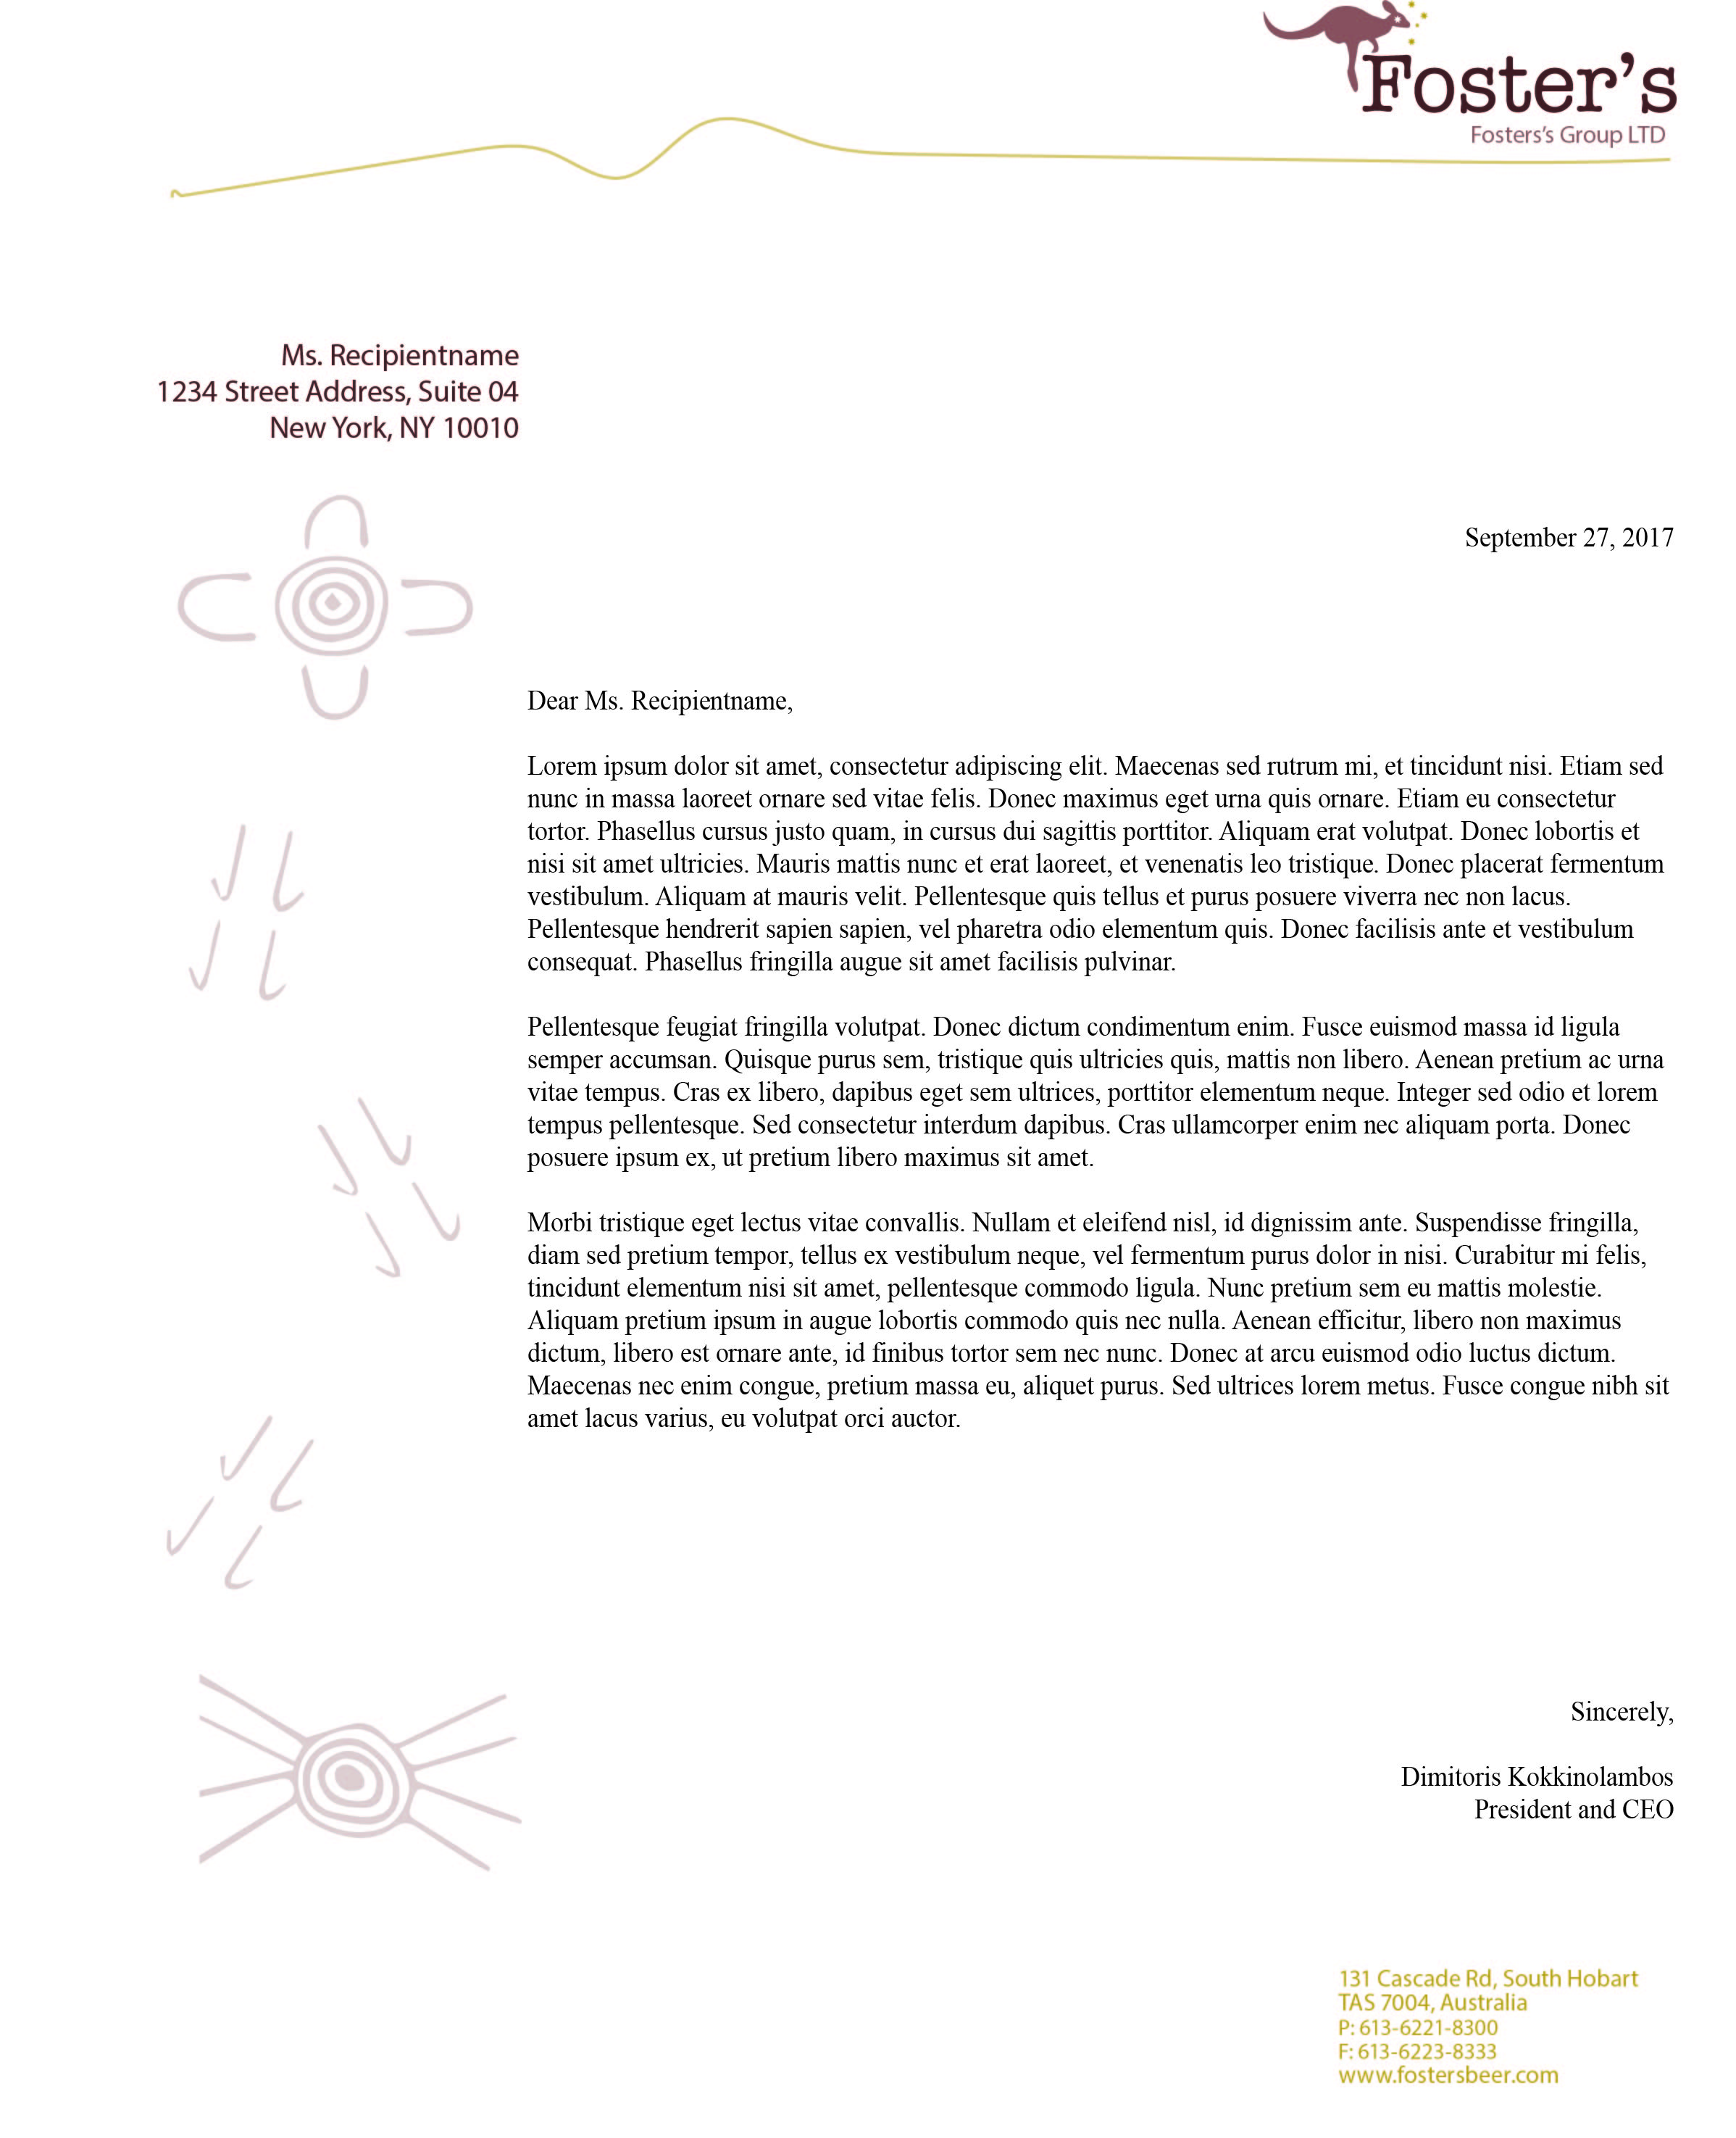 Foster's
Fosters's Group LTD
Ms. Recipientname
1234 Street Address, Suite 04
New York, NY 10010
September 27, 2017
Dear Ms. Recipientname,
Lorem ipsum dolor sit amet, consectetur adipiscing elit. Maecenas sed rutrum mi, et tincidunt nisi. Etiam sed
nunc in massa laoreet ornare sed vitae felis. Donec maximus eget urna quis ornare. Etiam eu consectetur
tortor. Phasellus cursus justo quam, in cursus dui sagittis porttitor. Aliquam erat volutpat. Donec lobortis et
nisi sit amet ultricies. Mauris mattis nunc et erat laoreet, et venenatis leo tristique. Donec placerat fermentum
vestibulum. Aliquam at mauris velit. Pellentesque quis tellus et purus posuere viverra nec non lacus.
Pellentesque hendrerit sapien sapien, vel pharetra odio elementum quis. Donec facilisis ante et vestibulum
consequat. Phasellus fringilla augue sit amet facilisis pulvinar.
Pellentesque feugiat fringilla volutpat. Donec dictum condimentum enim. Fusce euismod massa id ligula
semper accumsan. Quisque purus sem, tristique quis ultricies quis, mattis non libero. Aenean pretium ac urna
vitae tempus. Cras ex libero, dapibus eget sem ultrices, porttitor elementum neque. Integer sed odio et lorem
tempus pellentesque. Sed consectetur interdum dapibus. Cras ullamcorper enim nec aliquam porta. Donec
posuere ipsum ex, ut pretium libero maximus sit amet.
Morbi tristique eget lectus vitae convallis. Nullam et eleifend nisl, id dignissim ante. Suspendisse fringilla,
diam sed pretium tempor, tellus ex vestibulum neque, vel fermentum purus dolor in nisi. Curabitur mi felis,
tincidunt elementum nisi sit amet, pellentesque commodo ligula. Nunc pretium sem eu mattis molestie.
Aliquam pretium ipsum in augue lobortis commodo quis nec nulla. Aenean efficitur, libero non maximus
dictum, libero est ornare ante, id finibus tortor sem nec nunc. Donec at arcu euismod odio luctus dictum.
Maecenas nec enim congue, pretium massa eu, aliquet purus. Sed ultrices lorem metus. Fusce congue nibh sit
amet lacus varius, eu volutpat orci auctor.
Sincerely,
Dimitoris Kokkinolambos
President and CEO
131 Cascade Rd, South Hobart
TAS 7004, Australia
P: 613-6221-8300
F: 613-6223-8333
www.fostersbeer.com